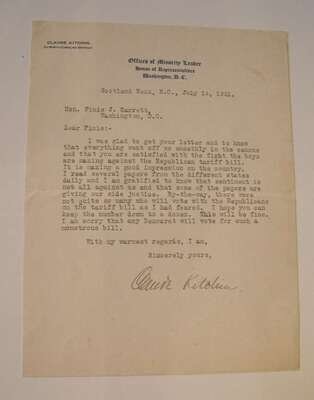 CLAUDE KITCHIN,
Office of Minority Leader
House of Representatives
Washington, D.C.
Scotland Neck, N.C., July 14, 1921.
Hon. Finis J. Garrett,
Washington, D.C.
Dear Finis:-
I was glad to get your letter and to know
that everything went off so smoothly in the caucus
and that you are satisfied with the fight the boys
are making against the Republican tariff bill.
It is making a good impression on the country.
I read several papers from the different states
daily and I am gratified to know that sentiment is
not all against us and that some of the papers are
giving our side justice. By-the-way, there were
not quite so many who will vote with the Republicans
on the tariff bill as I had feared. I hope you can
keep the number down to a dozen. This will be fine.
I am sorry that any Democrat will vote for such a
monstrous bill.
With my warmest regards, I am,
Sincerely yours,
Claude Kitchin